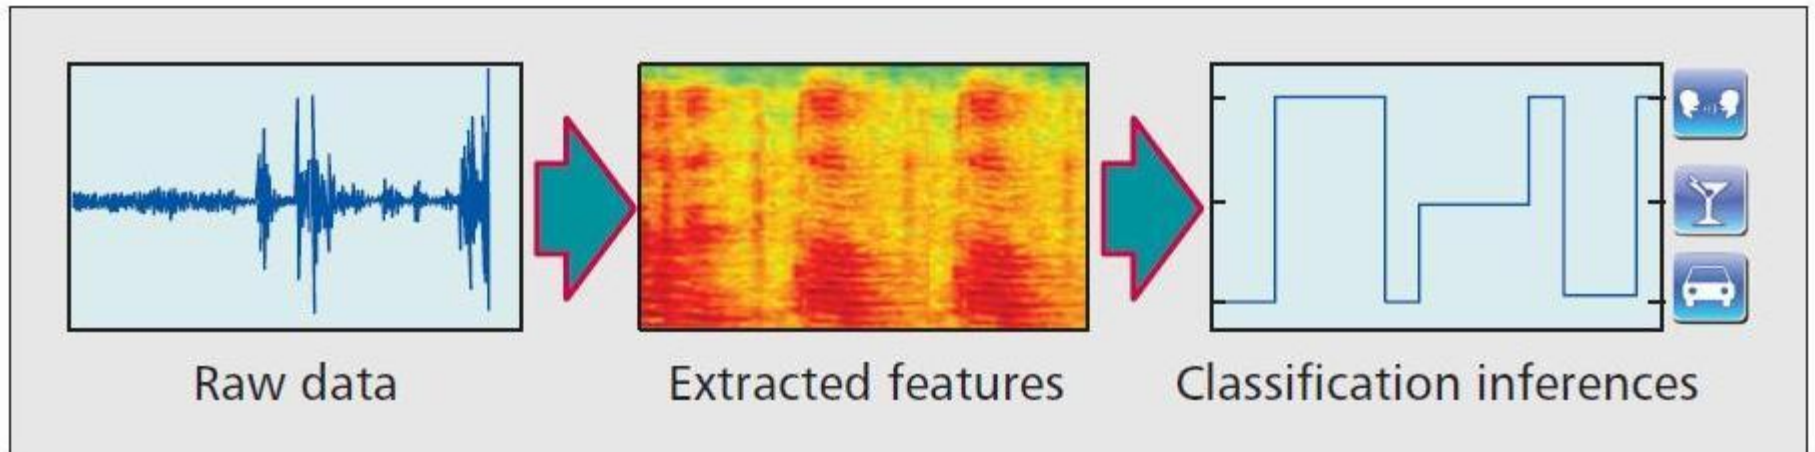 Raw data
Extracted features
Classification inferences